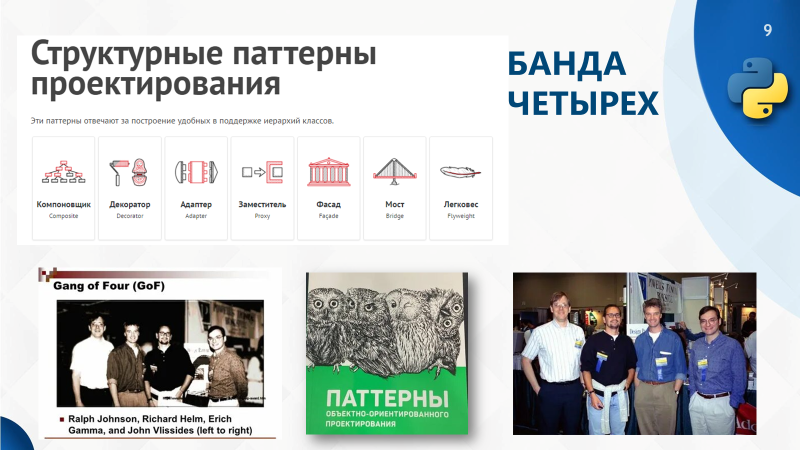 9
Структурные паттерны
проектирования
БАНДА
ЧЕТЫРЕХ
Эти паттерны отвечают за построение удобных в поддержке иерархий классов.
Компоновщик
Composite
Декоратор
Decorator
Адаптер
Adapter
Заместитель
Proxy
Фасад
Façade
Мост
Bridge
Легковес
Flyweight
Gang of Four (GoF)
Ralph Johnson, Richard Helm, Erich
Gamma, and John Vlissides (left to right)
ПАТТЕРНЫ
ОБЪЕКТНО-ОРИЕНТИРОВАННОГО
ПРОЕКТИРОВАНИЯ